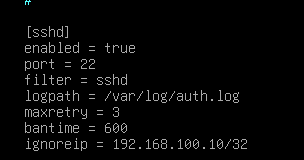 #
[sshd]
enabled = true
port = 22
filter = sshd
logpath = /var/log/auth.log
maxretry = 3
bantime = 600
ignoreip = 192.168.100.10/32